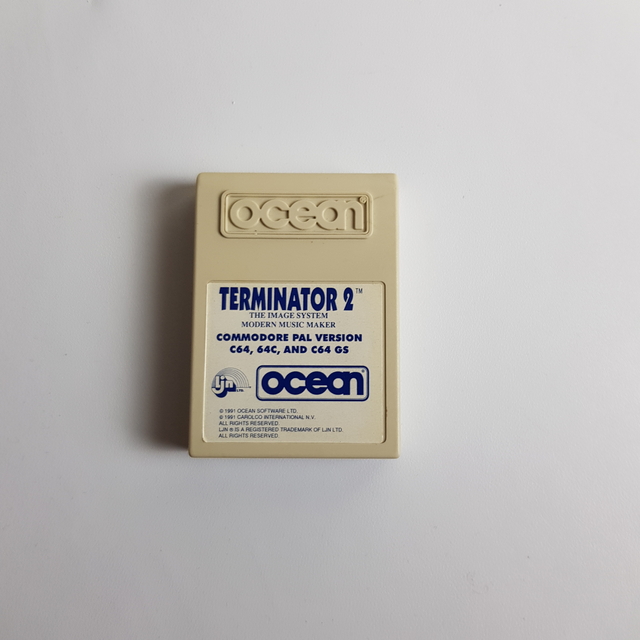 ocean®
TERMINATOR 2™
THE IMAGE SYSTEM
MODERN MUSIC MAKER
COMMODORE PAL VERSION
C64, 64C, AND C64 GS
LJN LTD.
ocean®
© 1991 OCEAN SOFTWARE LTD.
© 1991 CAROLCO INTERNATIONAL N.V.
ALL RIGHTS RESERVED.
LJN ® IS A REGISTERED TRADEMARK OF LJN LTD.
ALL RIGHTS RESERVED.